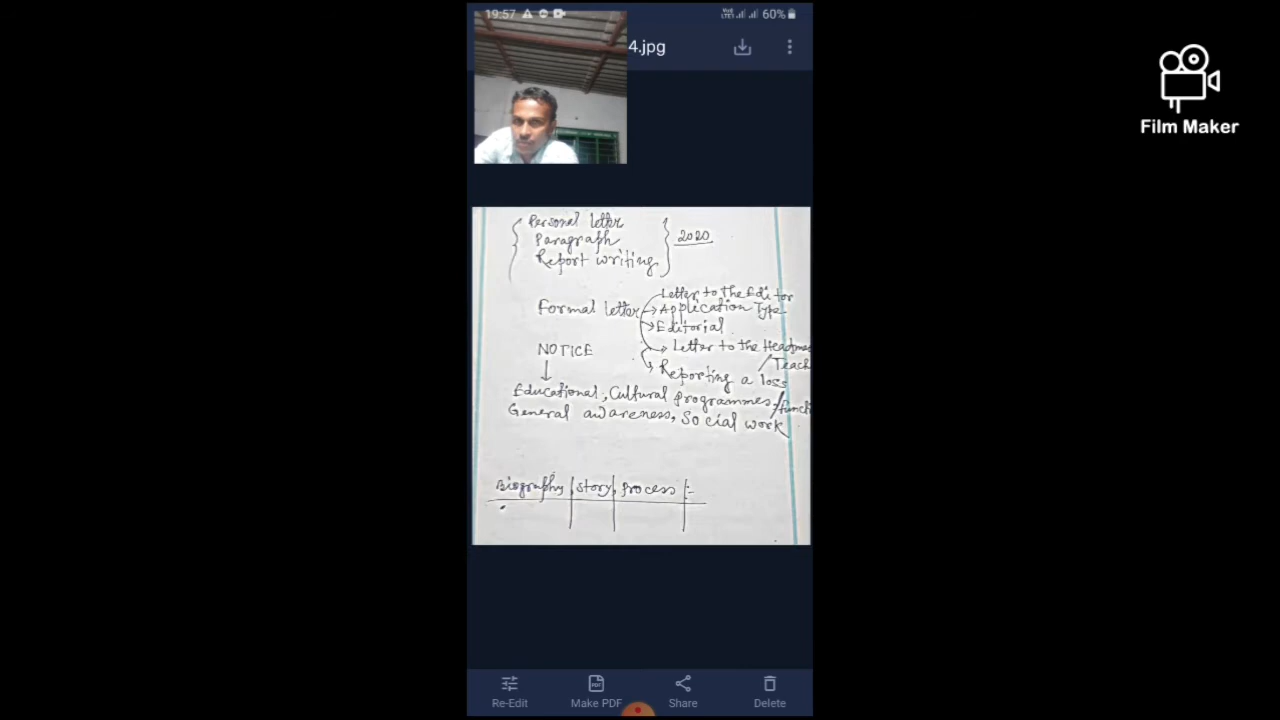 19:57 60%
4.jpg
Film Maker
Personal letter
Paragraph
Report writing
2020
Letter to the Editor
Formal letter → Application Type
→ Editorial
NOTICE
→ Letter to the Headmas
/Teach
→ Reporting a loss
Educational, Cultural programmes /funct
General awareness, Social work
Biography | Story | Process :-
Re-Edit Make PDF Share Delete